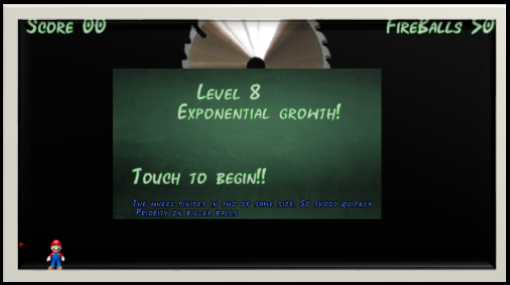 Score 00
FireBalls 50
Level 8
Exponential growth!
Touch to begin!!
The wheel divides in two of same size. So shoot quickly
Priority on bigger balls